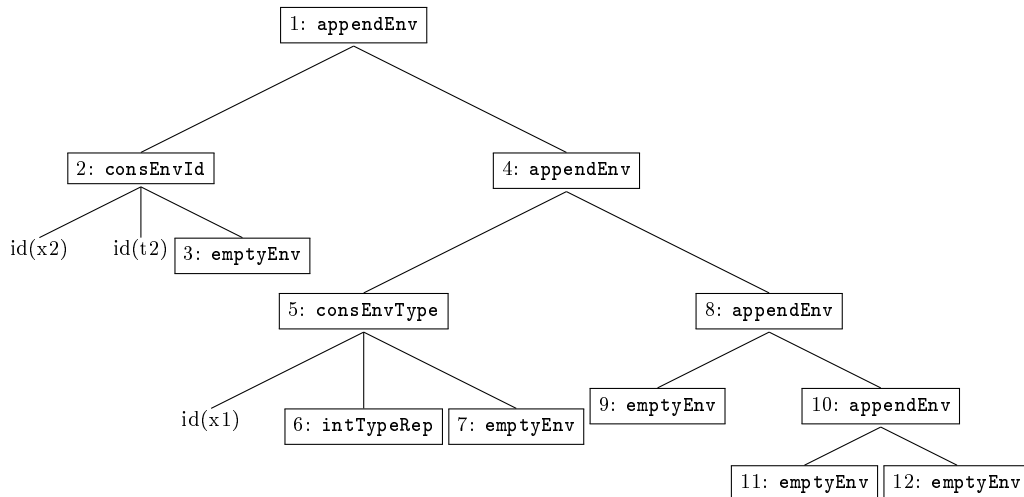 1: appendEnv
2: consEnvId
4: appendEnv
id(x2)
id(t2)
3: emptyEnv
5: consEnvType
8: appendEnv
id(x1)
6: intTypeRep
7: emptyEnv
9: emptyEnv
10: appendEnv
11: emptyEnv
12: emptyEnv